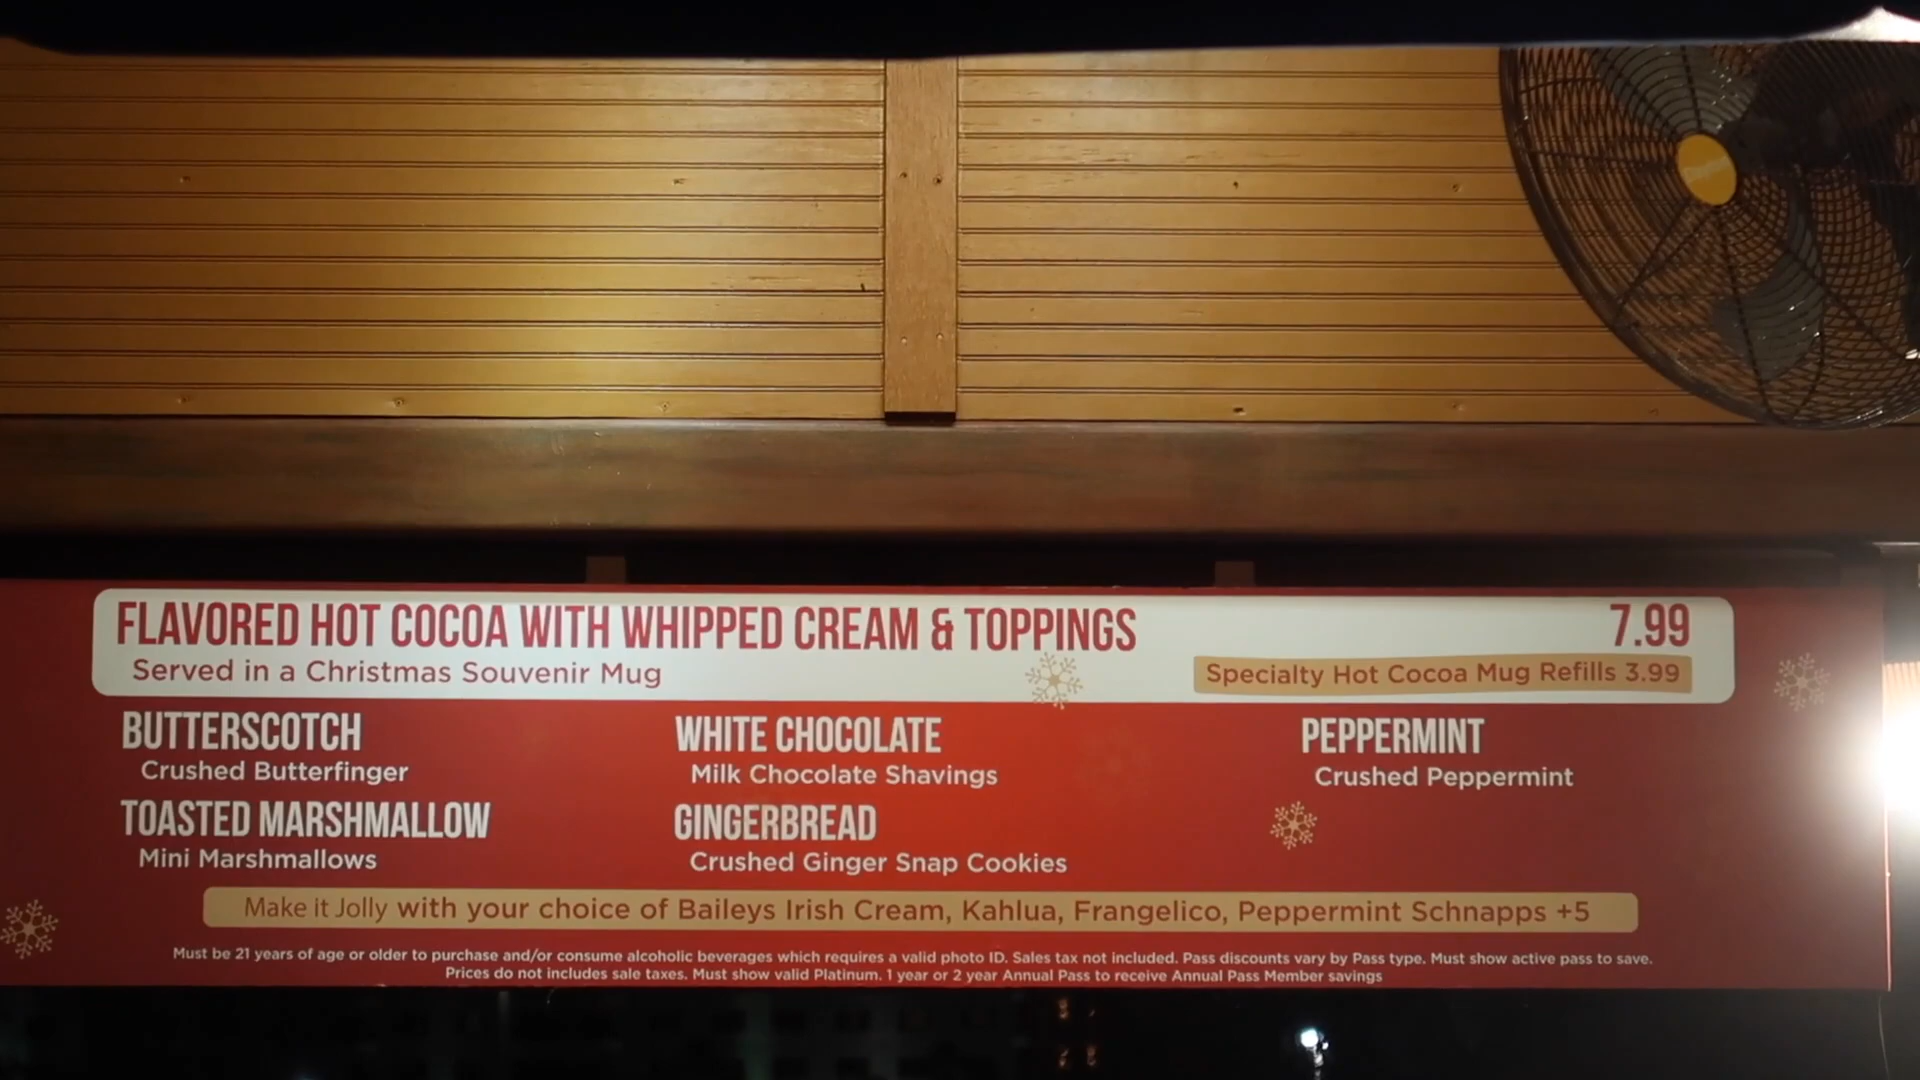 FLAVORED HOT COCOA WITH WHIPPED CREAM & TOPPINGS 7.99
Served in a Christmas Souvenir Mug Specialty Hot Cocoa Mug Refills 3.99
BUTTERSCOTCH WHITE CHOCOLATE PEPPERMINT
Crushed Butterfinger Milk Chocolate Shavings Crushed Peppermint
TOASTED MARSHMALLOW GINGERBREAD
Mini Marshmallows Crushed Ginger Snap Cookies
Make it Jolly with your choice of Baileys Irish Cream, Kahlua, Frangelico, Peppermint Schnapps +5
Must be 21 years of age or older to purchase and/or consume alcoholic beverages which requires a valid photo ID. Sales tax not included. Pass discounts vary by Pass type. Must show active pass to save.
Prices do not includes sale taxes. Must show valid Platinum. 1 year or 2 year Annual Pass to receive Annual Pass Member savings